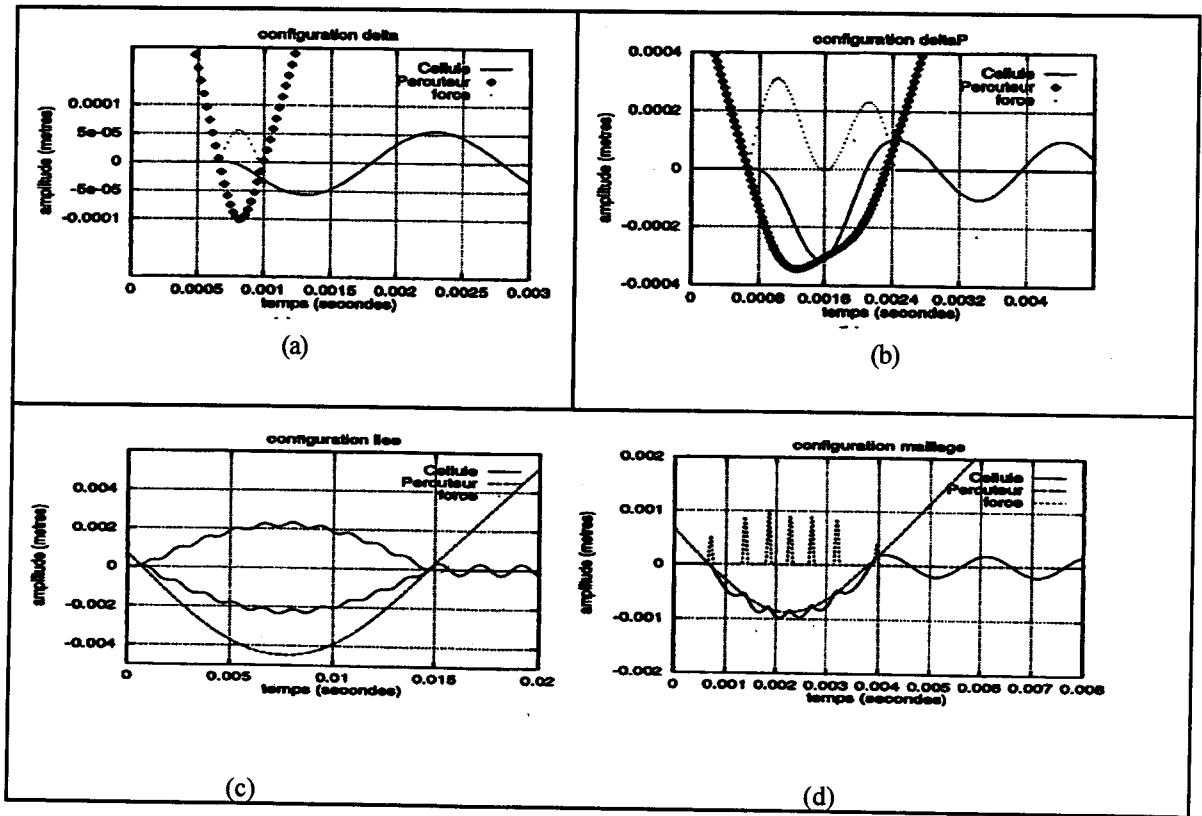 configuration delta
Cellule
Percuteur
force
0.0001
5e-05
0
-5e-05
-0.0001
amplitude (metres)
0 0.0005 0.001 0.0015 0.002 0.0025 0.003
temps (secondes)
(a)
configuration deltaP
0.0004
Cellule
Percuteur
force
0.0002
0
-0.0002
-0.0004
amplitude (metres)
0 0.0008 0.0016 0.0024 0.0032 0.004
temps (secondes)
(b)
configuration liee
Cellule
Percuteur
force
0.004
0.002
0
-0.002
-0.004
amplitude (metres)
0 0.005 0.01 0.015 0.02
temps (secondes)
(c)
configuration maillage
0.002
Cellule
Percuteur
force
0.001
0
-0.001
-0.002
amplitude (metres)
0 0.001 0.002 0.003 0.004 0.005 0.006 0.007 0.008
temps (secondes)
(d)